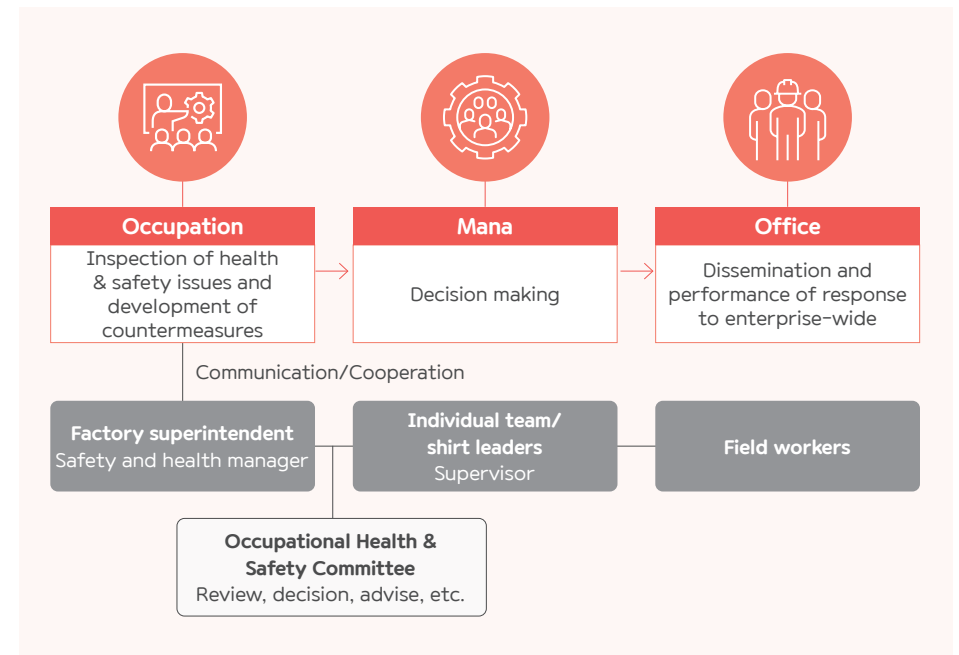 Occupation
Inspection of health
& safety issues and
development of
countermeasures
Mana
Decision making
Office
Dissemination and
performance of response
to enterprise-wide
Communication/Cooperation
Factory superintendent
Safety and health manager
Individual team/
shirt leaders
Supervisor
Field workers
Occupational Health &
Safety Committee
Review, decision, advise, etc.